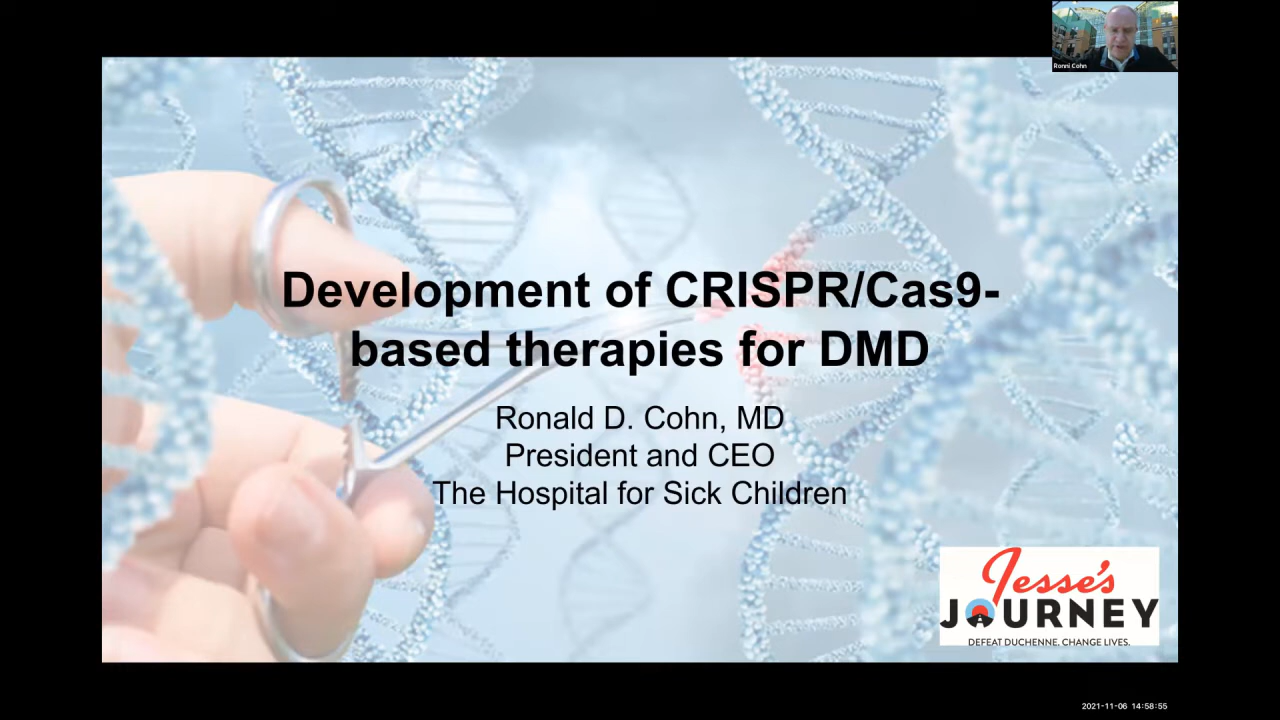 Ronni Cohn
Development of CRISPR/Cas9-
based therapies for DMD
Ronald D. Cohn, MD
President and CEO
The Hospital for Sick Children
Jesse's
JOURNEY
DEFEAT DUCHENNE. CHANGE LIVES.
2021-11-06 14:58:55